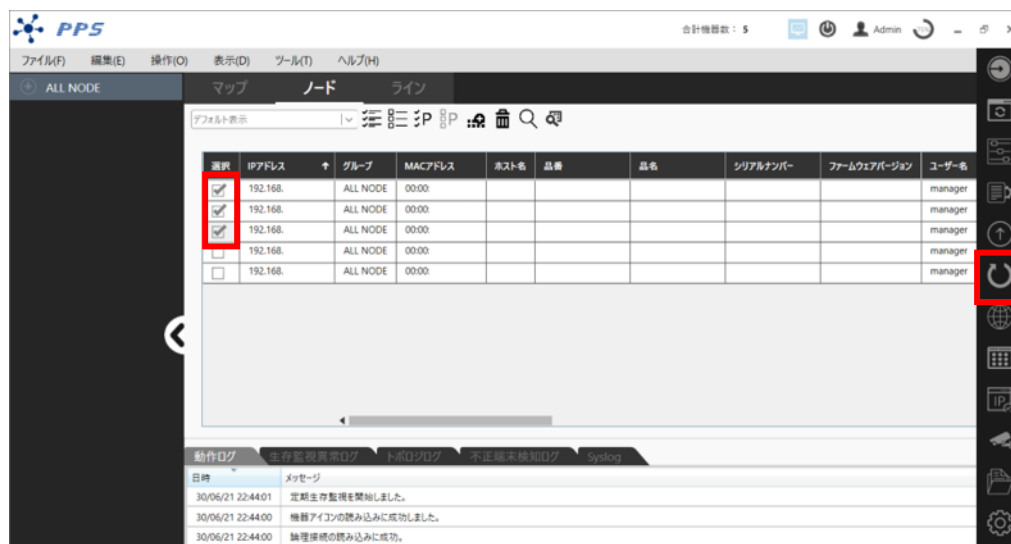 PPS 合計機器数： 5 Admin
ファイル(F) 編集(E) 操作(O) 表示(D) ツール(T) ヘルプ(H)
ALL NODE マップ ノード ライン
デフォルト表示 P P
選択 IPアドレス グループ MACアドレス ホスト名 品番 品名 シリアルナンバー ファームウェアバージョン ユーザー名
192.168. ALL NODE 00:00: manager
192.168. ALL NODE 00:00: manager
192.168. ALL NODE 00:00: manager
192.168. ALL NODE 00:00: manager
192.168. ALL NODE 00:00: manager
IP
動作ログ 生存監視異常ログ トポロジログ 不正端末検知ログ Syslog
日時 メッセージ
30/06/21 22:44:01 定期生存監視を開始しました。
30/06/21 22:44:00 機器アイコンの読み込みに成功しました。
30/06/21 22:44:00 論理接続の読み込みに成功。